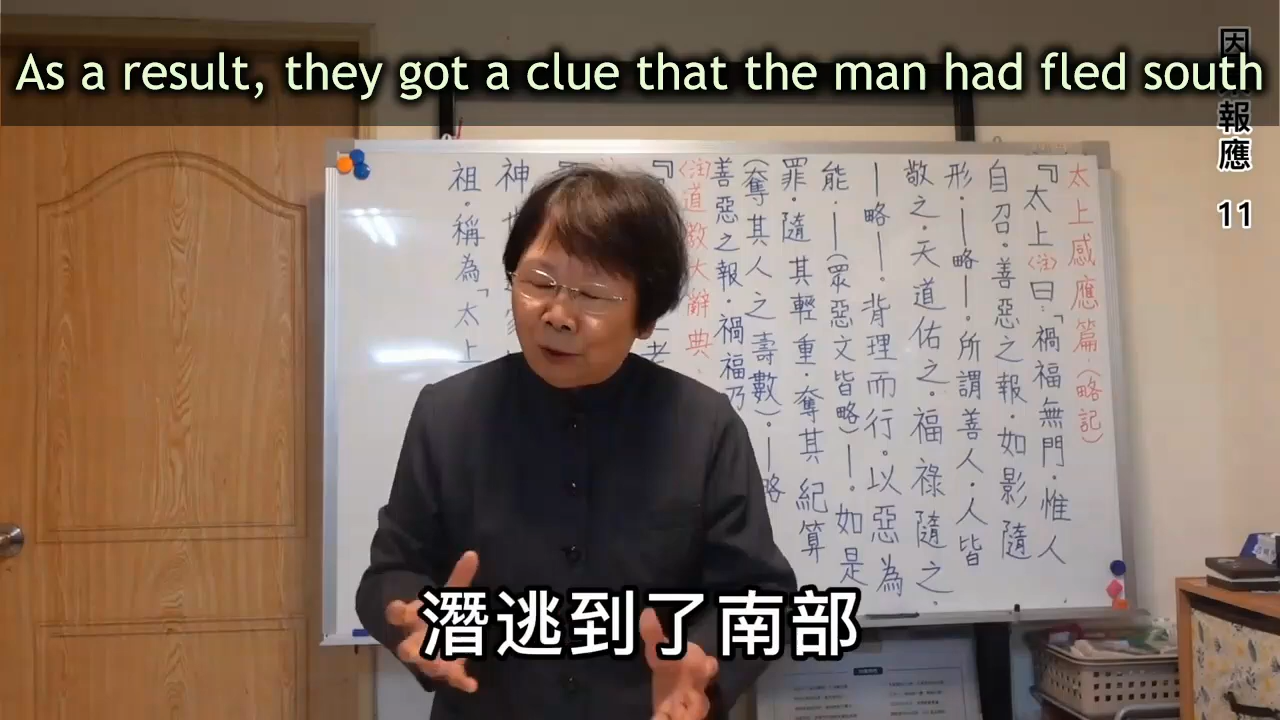 As a result, they got a clue that the man had fled south
報應 11
太上感應篇(略記)
『太上(注)曰:「禍福無門.惟人
自召.善惡之報.如影隨
形.——略——.所謂善人.人皆
敬之.天道佑之.福祿隨之.
—略—.背理而行.以惡為
能.—(眾惡文皆略)—.如是
罪.隨其輕重.奪其紀算
(奪其人之壽數).—略
善惡之報.禍福乃
(注)道教大辭典.
『
老
神
祖.稱為「太上
潛逃到了南部